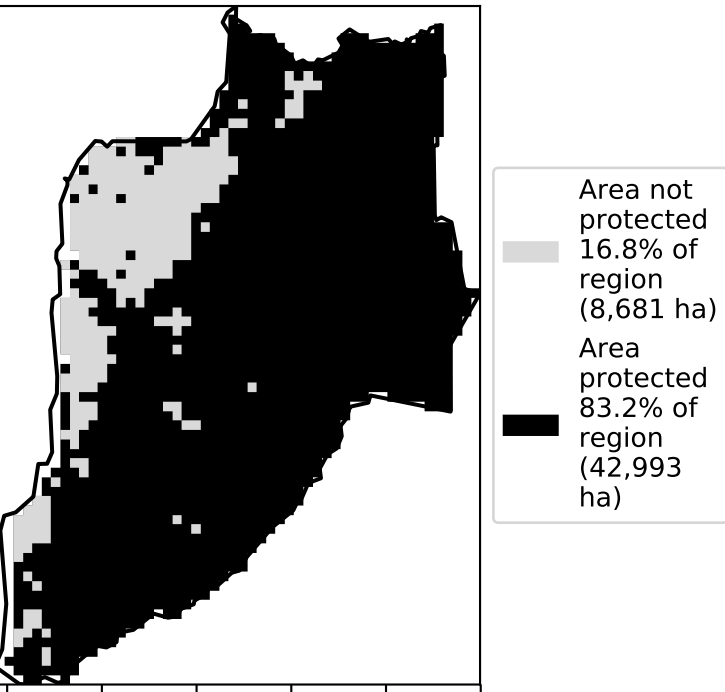 Area not
protected
16.8% of
region
(8,681 ha)
Area
protected
83.2% of
region
(42,993
ha)